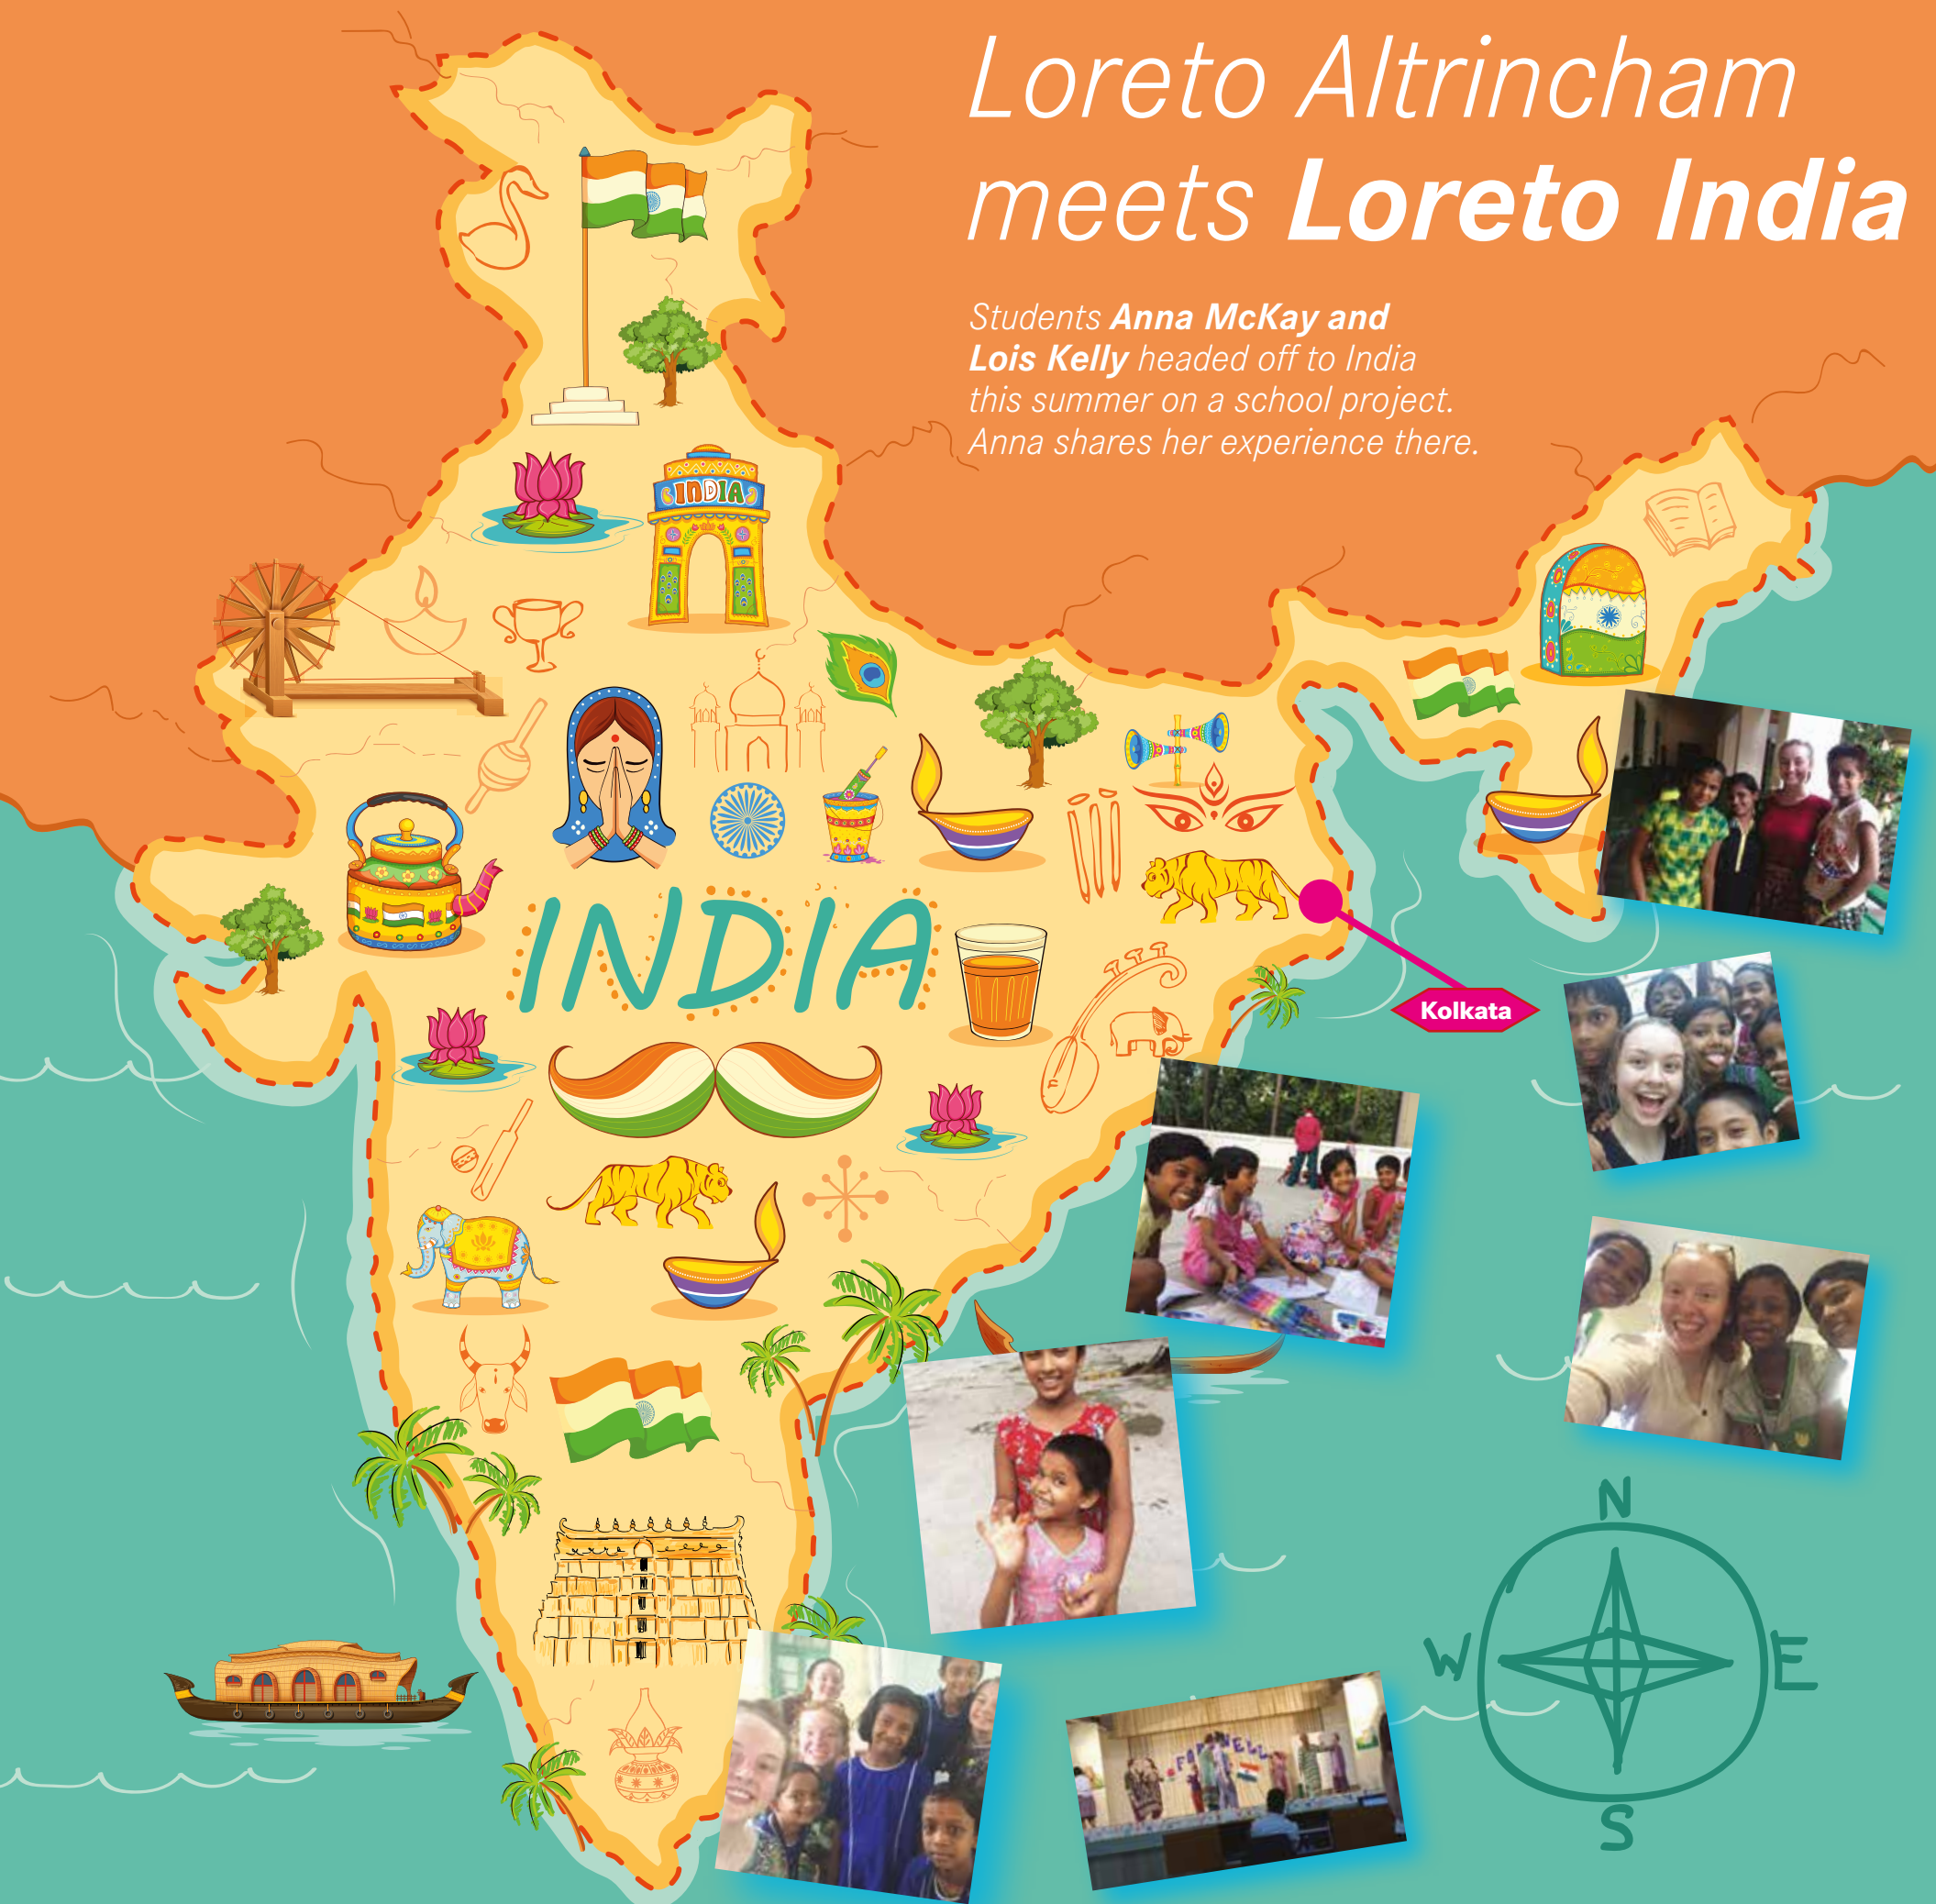 Loreto Altrincham
meets Loreto India
Students Anna McKay and
Lois Kelly headed off to India
this summer on a school project.
Anna shares her experience there.
INDIA
INDIA
Kolkata
N
W
E
S